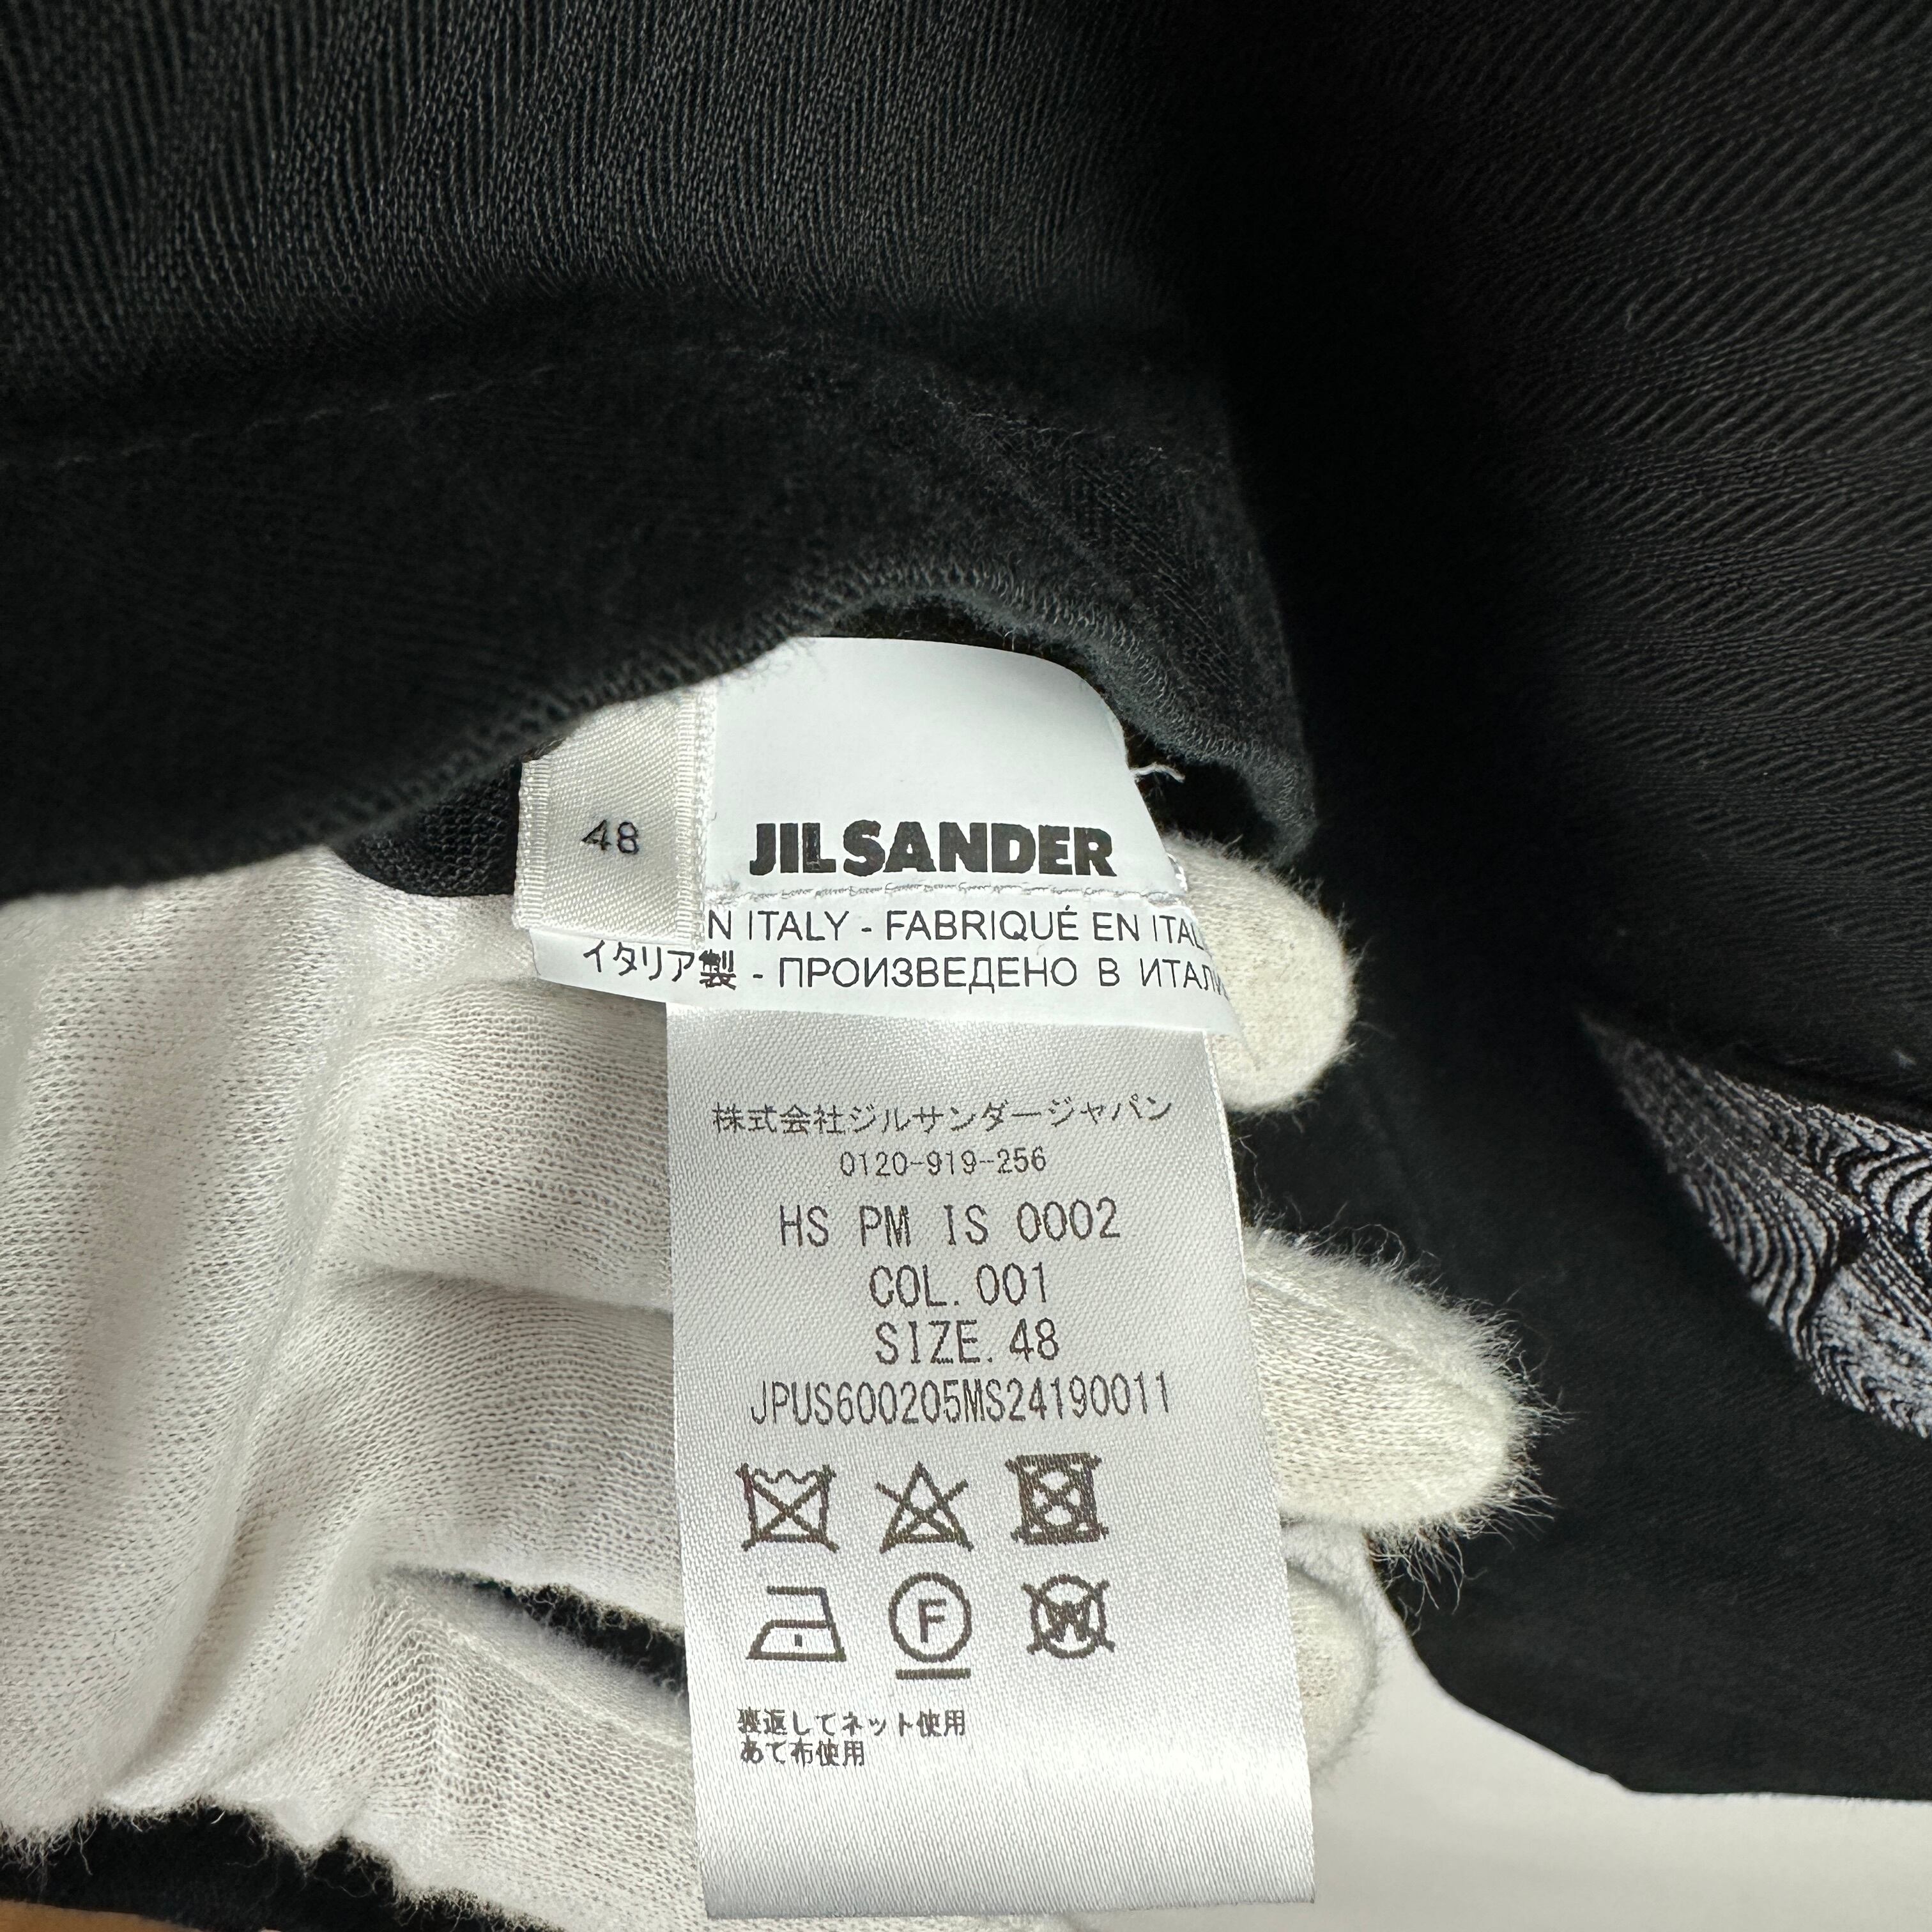 48
JIL SANDER
N ITALY - FABRIQUÉ EN ITAL
イタリア製 - ПРОИЗВЕДЕНО В ИТАЛИ
株式会社ジルサンダージャパン
0120-919-256
HS PM IS 0002
COL.001
SIZE.48
JPUS600205MS24190011
F
W
裏返してネット使用
あて布使用